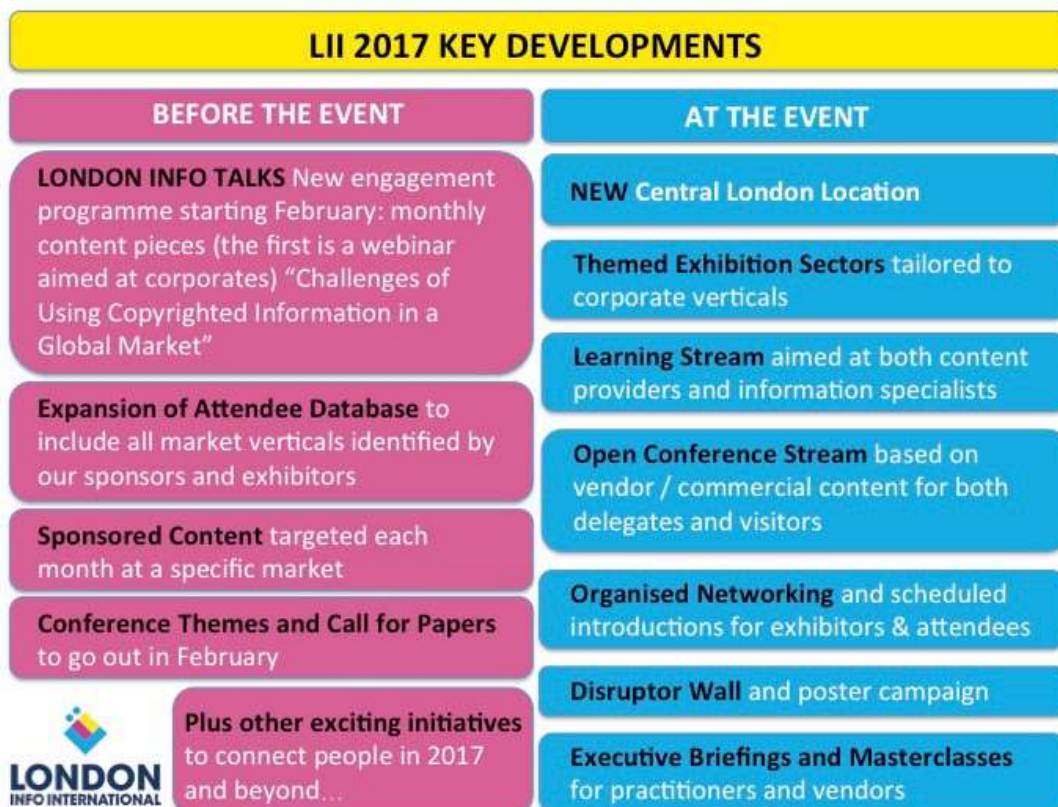 LII 2017 KEY DEVELOPMENTS
BEFORE THE EVENT
LONDON INFO TALKS New engagement
programme starting February: monthly
content pieces (the first is a webinar
aimed at corporates) “Challenges of
Using Copyrighted Information in a
Global Market”
Expansion of Attendee Database to
include all market verticals identified by
our sponsors and exhibitors
Sponsored Content targeted each
month at a specific market
Conference Themes and Call for Papers
to go out in February
Plus other exciting initiatives
to connect people in 2017
and beyond...
LONDON
INFO INTERNATIONAL
AT THE EVENT
NEW Central London Location
Themed Exhibition Sectors tailored to
corporate verticals
Learning Stream aimed at both content
providers and information specialists
Open Conference Stream based on
vendor / commercial content for both
delegates and visitors
Organised Networking and scheduled
introductions for exhibitors & attendees
Disruptor Wall and poster campaign
Executive Briefings and Masterclasses
for practitioners and vendors